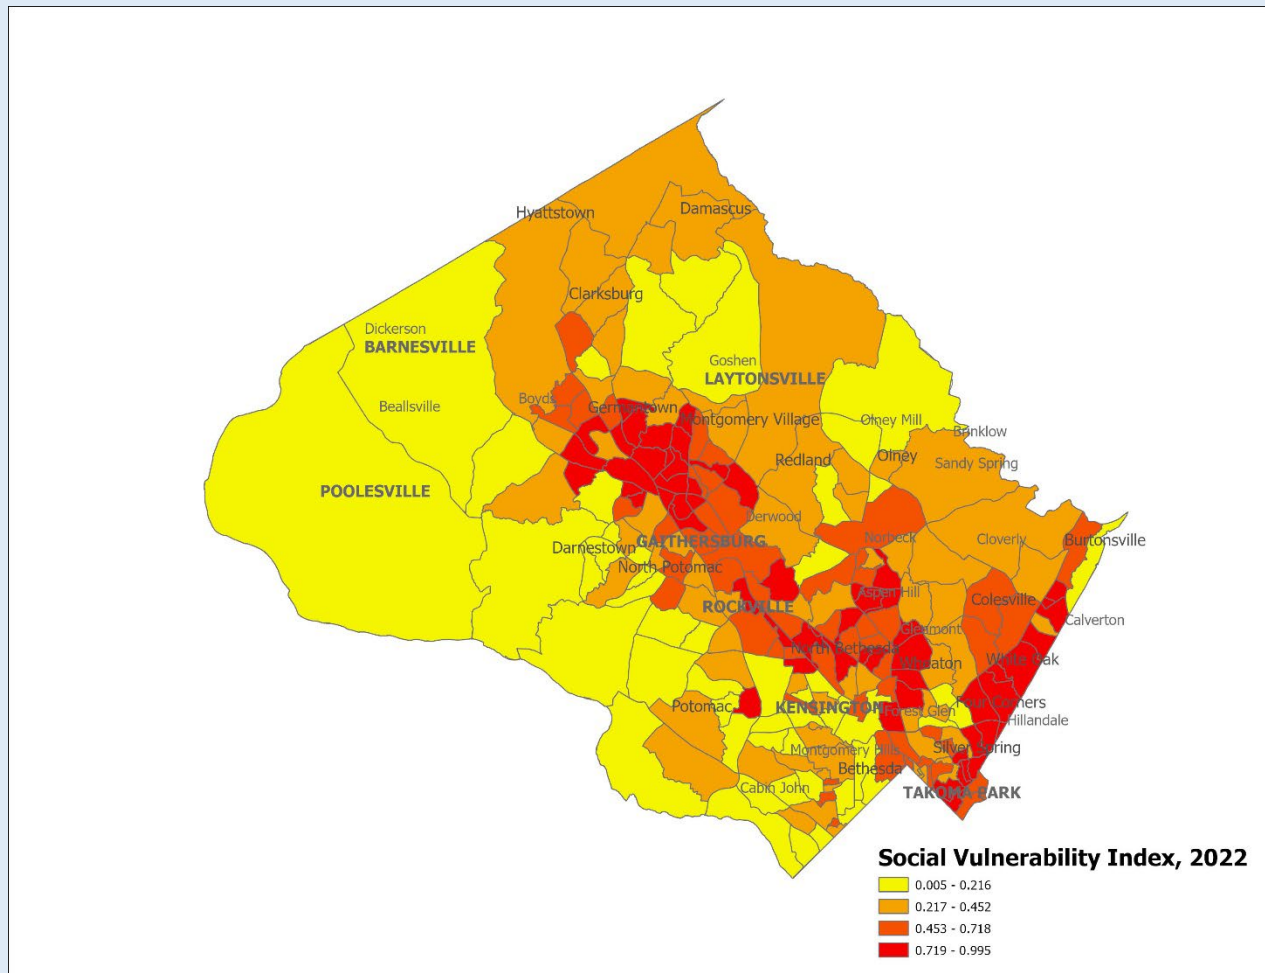 Hyattstown
Damascus
Clarksburg
Dickerson
BARNESVILLE
Goshen
LAYTONSVILLE
Beallsville
Boyds
Germantown
Montgomery Village
Olney Mill
Brinklow
Olney
Redland
Sandy Spring
POOLESVILLE
Derwood
Norbeck
Cloverly
Burtonsville
GAITHERSBURG
Darnestown
North Potomac
Aspen Hill
Colesville
ROCKVILLE
Calverton
Glenmont
North Bethesda
Wheaton
White Oak
Potomac
KENSINGTON
Forest Glen
Four Corners
Hillandale
Montgomery Hills
Silver Spring
Bethesda
Cabin John
TAKOMA PARK
Social Vulnerability Index, 2022
0.005 - 0.216
0.217 - 0.452
0.453 - 0.718
0.719 - 0.995